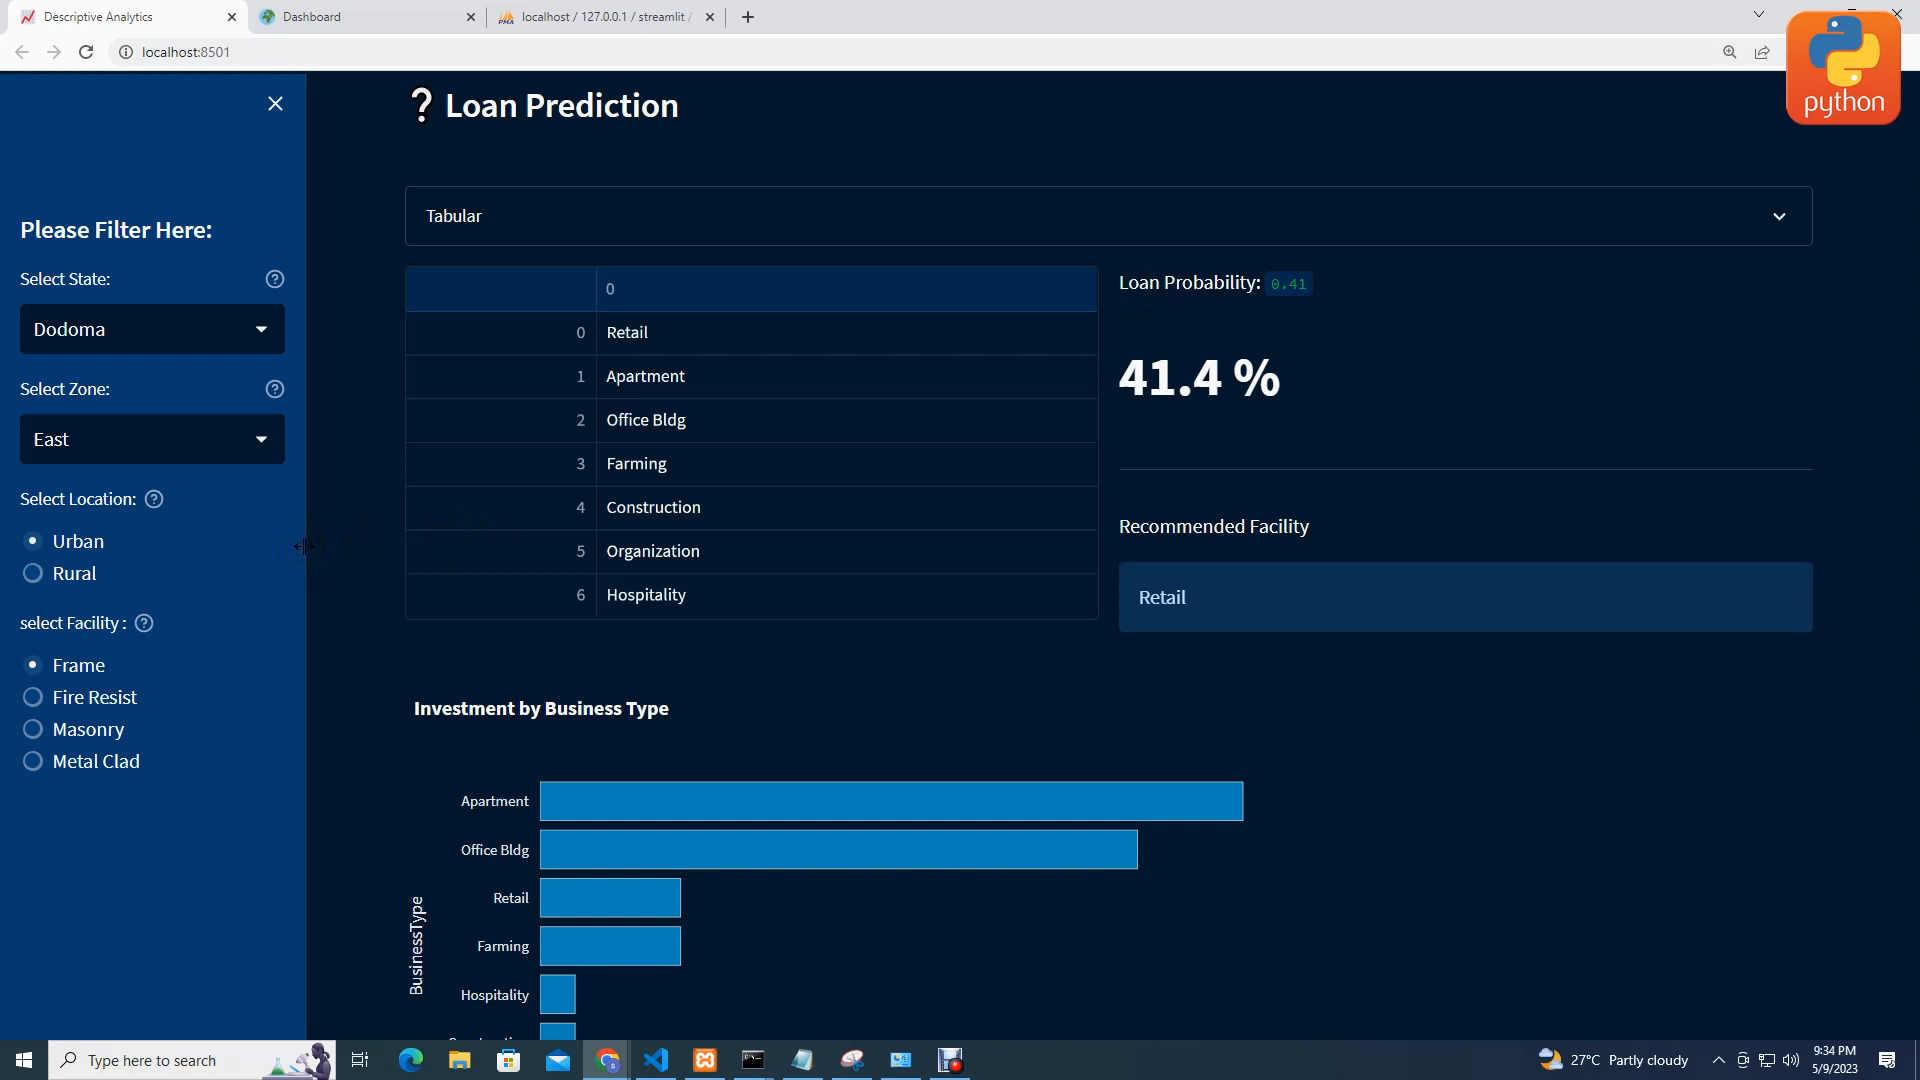 Descriptive Analytics
Dashboard
localhost / 127.0.0.1 / streamlit /
localhost:8501
python
? Loan Prediction
Please Filter Here:
Select State:
Dodoma
Select Zone:
East
Select Location:
Urban
Rural
select Facility :
Frame
Fire Resist
Masonry
Metal Clad
Tabular
0
0 Retail
1 Apartment
2 Office Bldg
3 Farming
4 Construction
5 Organization
6 Hospitality
Loan Probability: 0.41
41.4 %
Recommended Facility
Retail
Investment by Business Type
BusinessType
Apartment
Office Bldg
Retail
Farming
Hospitality
Type here to search
27°C Partly cloudy
9:34 PM
5/9/2023